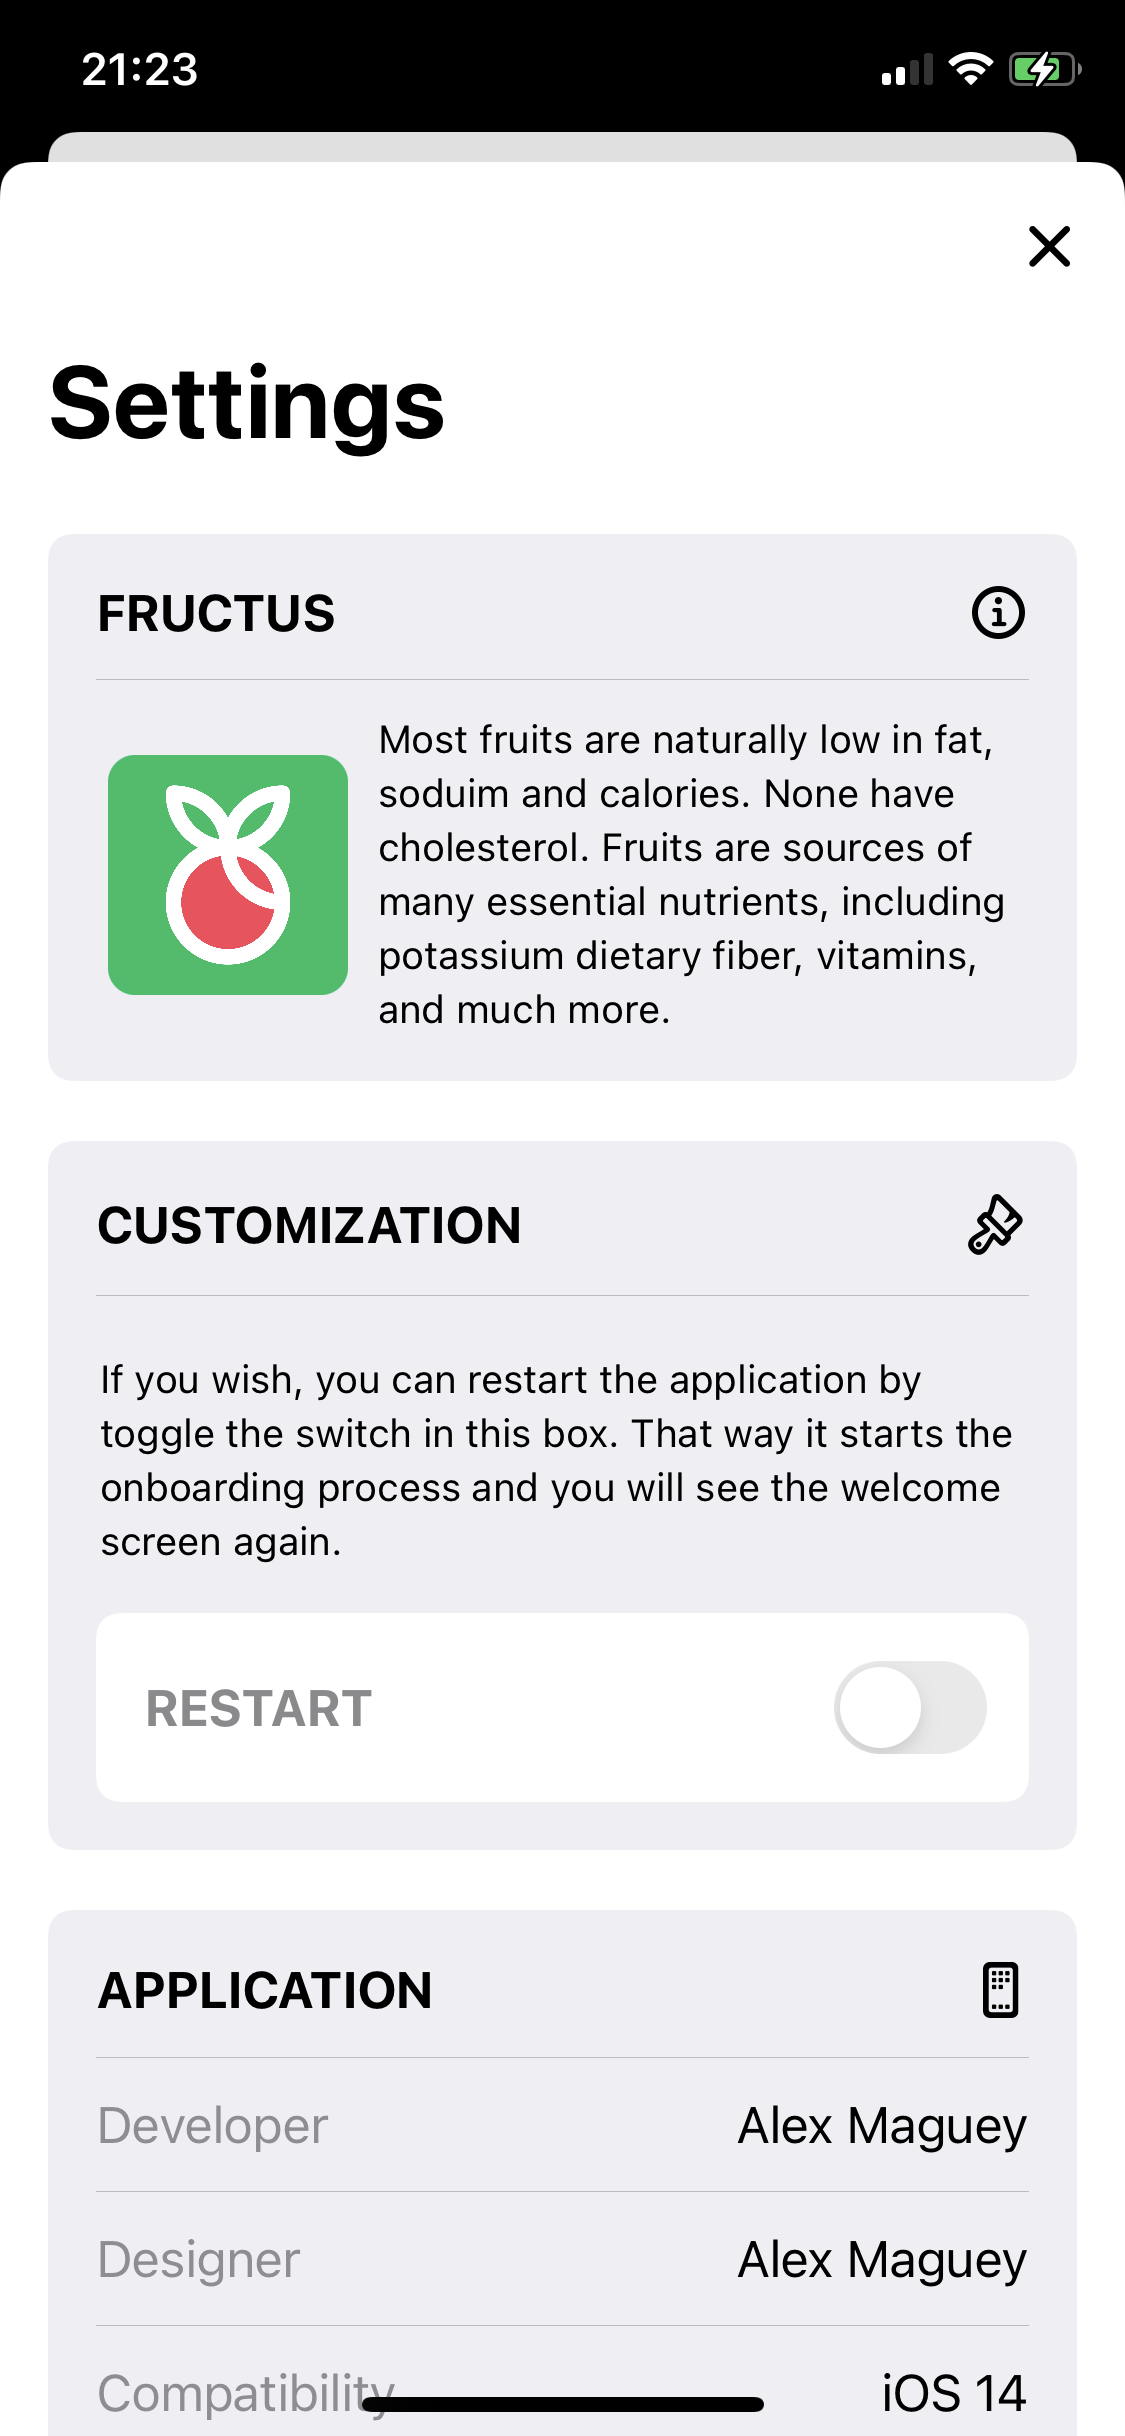 21:23
Settings
FRUCTUS
Most fruits are naturally low in fat,
soduim and calories. None have
cholesterol. Fruits are sources of
many essential nutrients, including
potassium dietary fiber, vitamins,
and much more.
CUSTOMIZATION
If you wish, you can restart the application by
toggle the switch in this box. That way it starts the
onboarding process and you will see the welcome
screen again.
RESTART
APPLICATION
Developer Alex Maguey
Designer Alex Maguey
Compatibility iOS 14